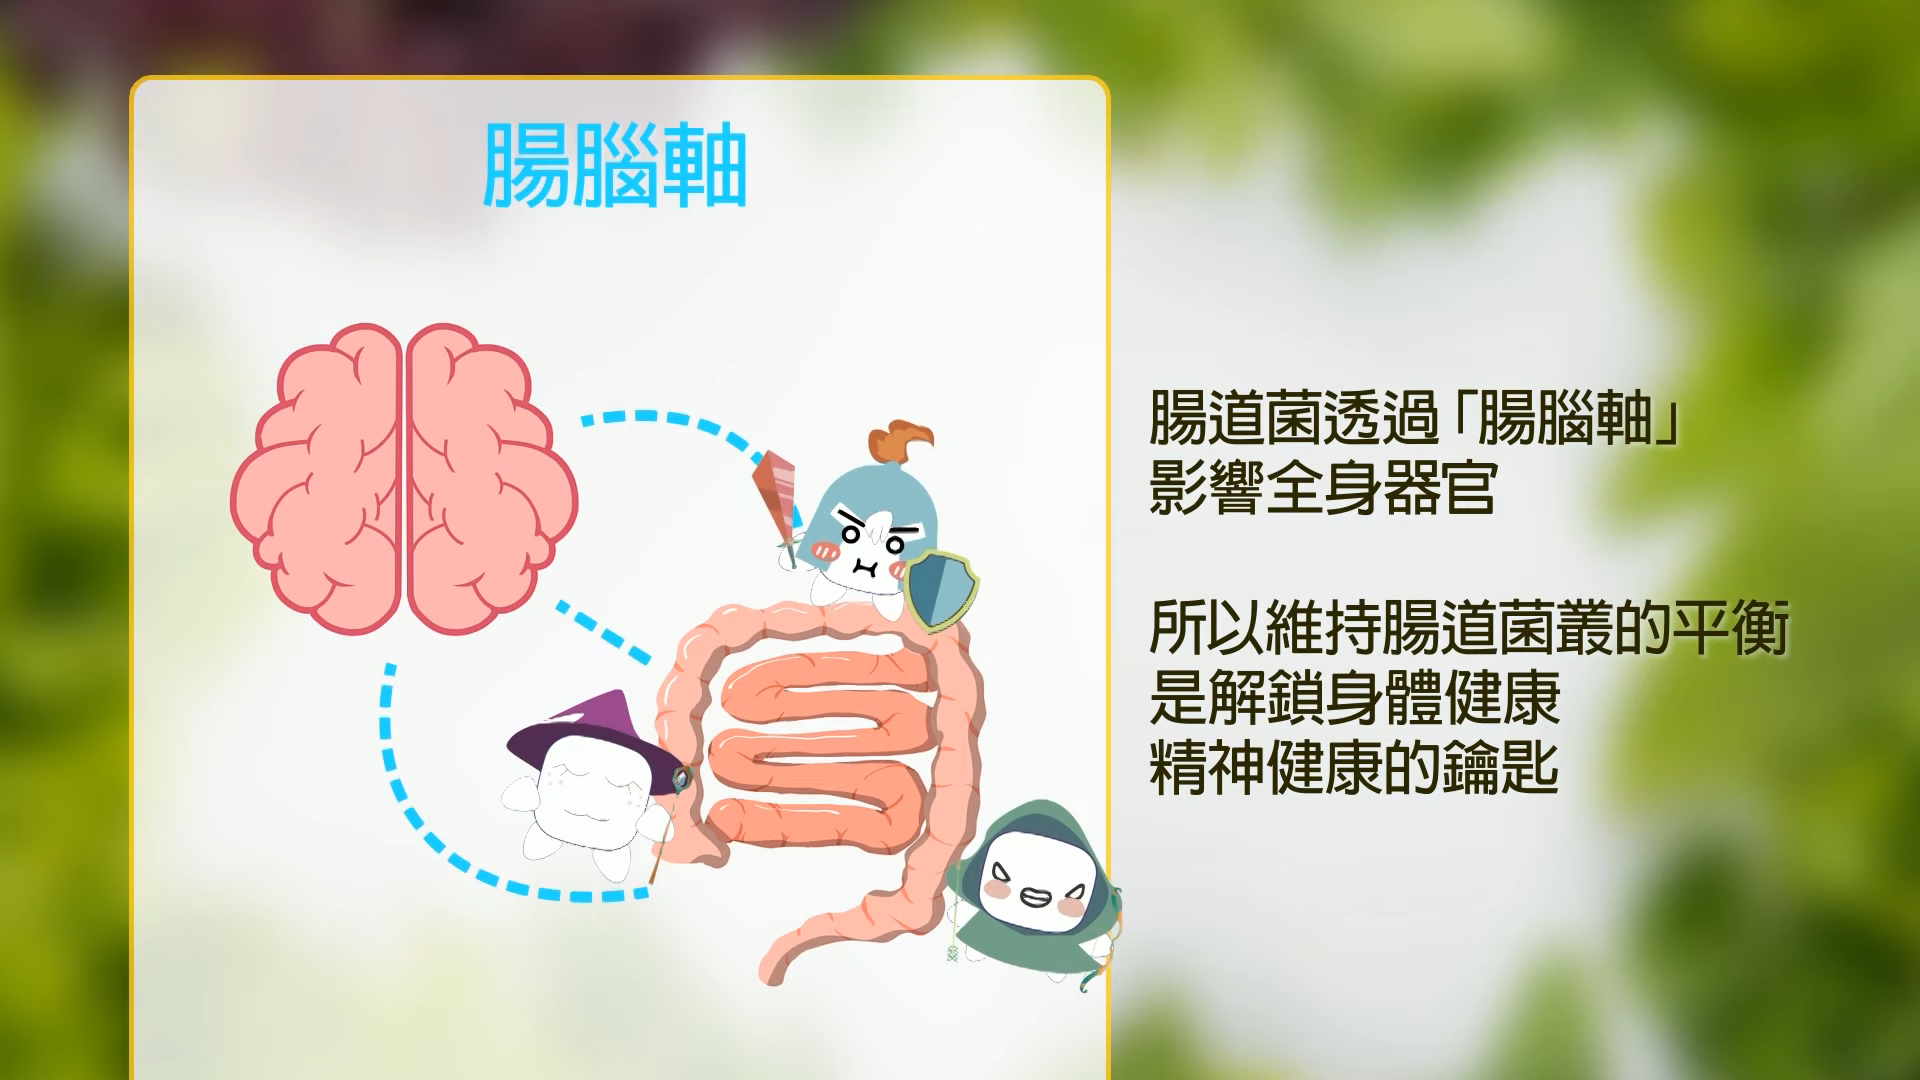 腸腦軸
腸道菌透過「腸腦軸」
影響全身器官
所以維持腸道菌叢的平衡
是解鎖身體健康
精神健康的鑰匙